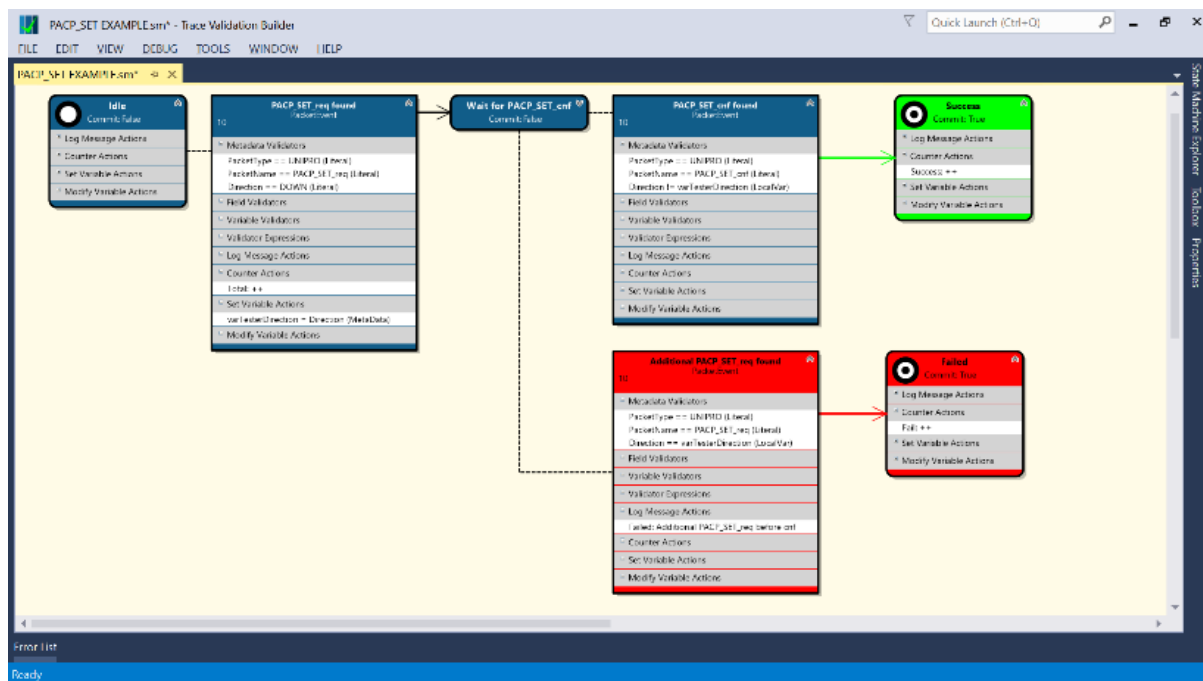 PACP_SET EXAMPLE.sm* - Trace Validation Builder
Quick Launch (Ctrl+Q)
FILE EDIT VIEW DEBUG TOOLS WINDOW HELP
PACP_SET EXAMPLE.sm*
State Machine Explorer
Toolbox
Properties
Idle
Commit: False
Log Message Actions
Counter Actions
Set Variable Actions
Modify Variable Actions
PACP_SET_req found
PacketEvent
10
Metadata Validators
PacketType == UNIPRO (Literal)
PacketName == PACP_SET_req (Literal)
Direction == DOWN (Literal)
Field Validators
Variable Validators
Validator Expressions
Log Message Actions
Counter Actions
Total: ++
Set Variable Actions
varTesterDirection = Direction (MetaData)
Modify Variable Actions
Wait for PACP_SET_cnf
Commit: False
PACP_SET_cnf found
PacketEvent
10
Metadata Validators
PacketType == UNIPRO (Literal)
PacketName == PACP_SET_cnf (Literal)
Direction != varTesterDirection (LocalVar)
Field Validators
Variable Validators
Validator Expressions
Log Message Actions
Counter Actions
Set Variable Actions
Modify Variable Actions
Success
Commit: True
Log Message Actions
Counter Actions
Success: ++
Set Variable Actions
Modify Variable Actions
Additional PACP_SET_req found
PacketEvent
10
Metadata Validators
PacketType == UNIPRO (Literal)
PacketName == PACP_SET_req (Literal)
Direction == varTesterDirection (LocalVar)
Field Validators
Variable Validators
Validator Expressions
Log Message Actions
Failed: Additional PACP_SET_req before cnf
Counter Actions
Set Variable Actions
Modify Variable Actions
Failed
Commit: True
Log Message Actions
Counter Actions
Fail: ++
Set Variable Actions
Modify Variable Actions
Error List
Ready